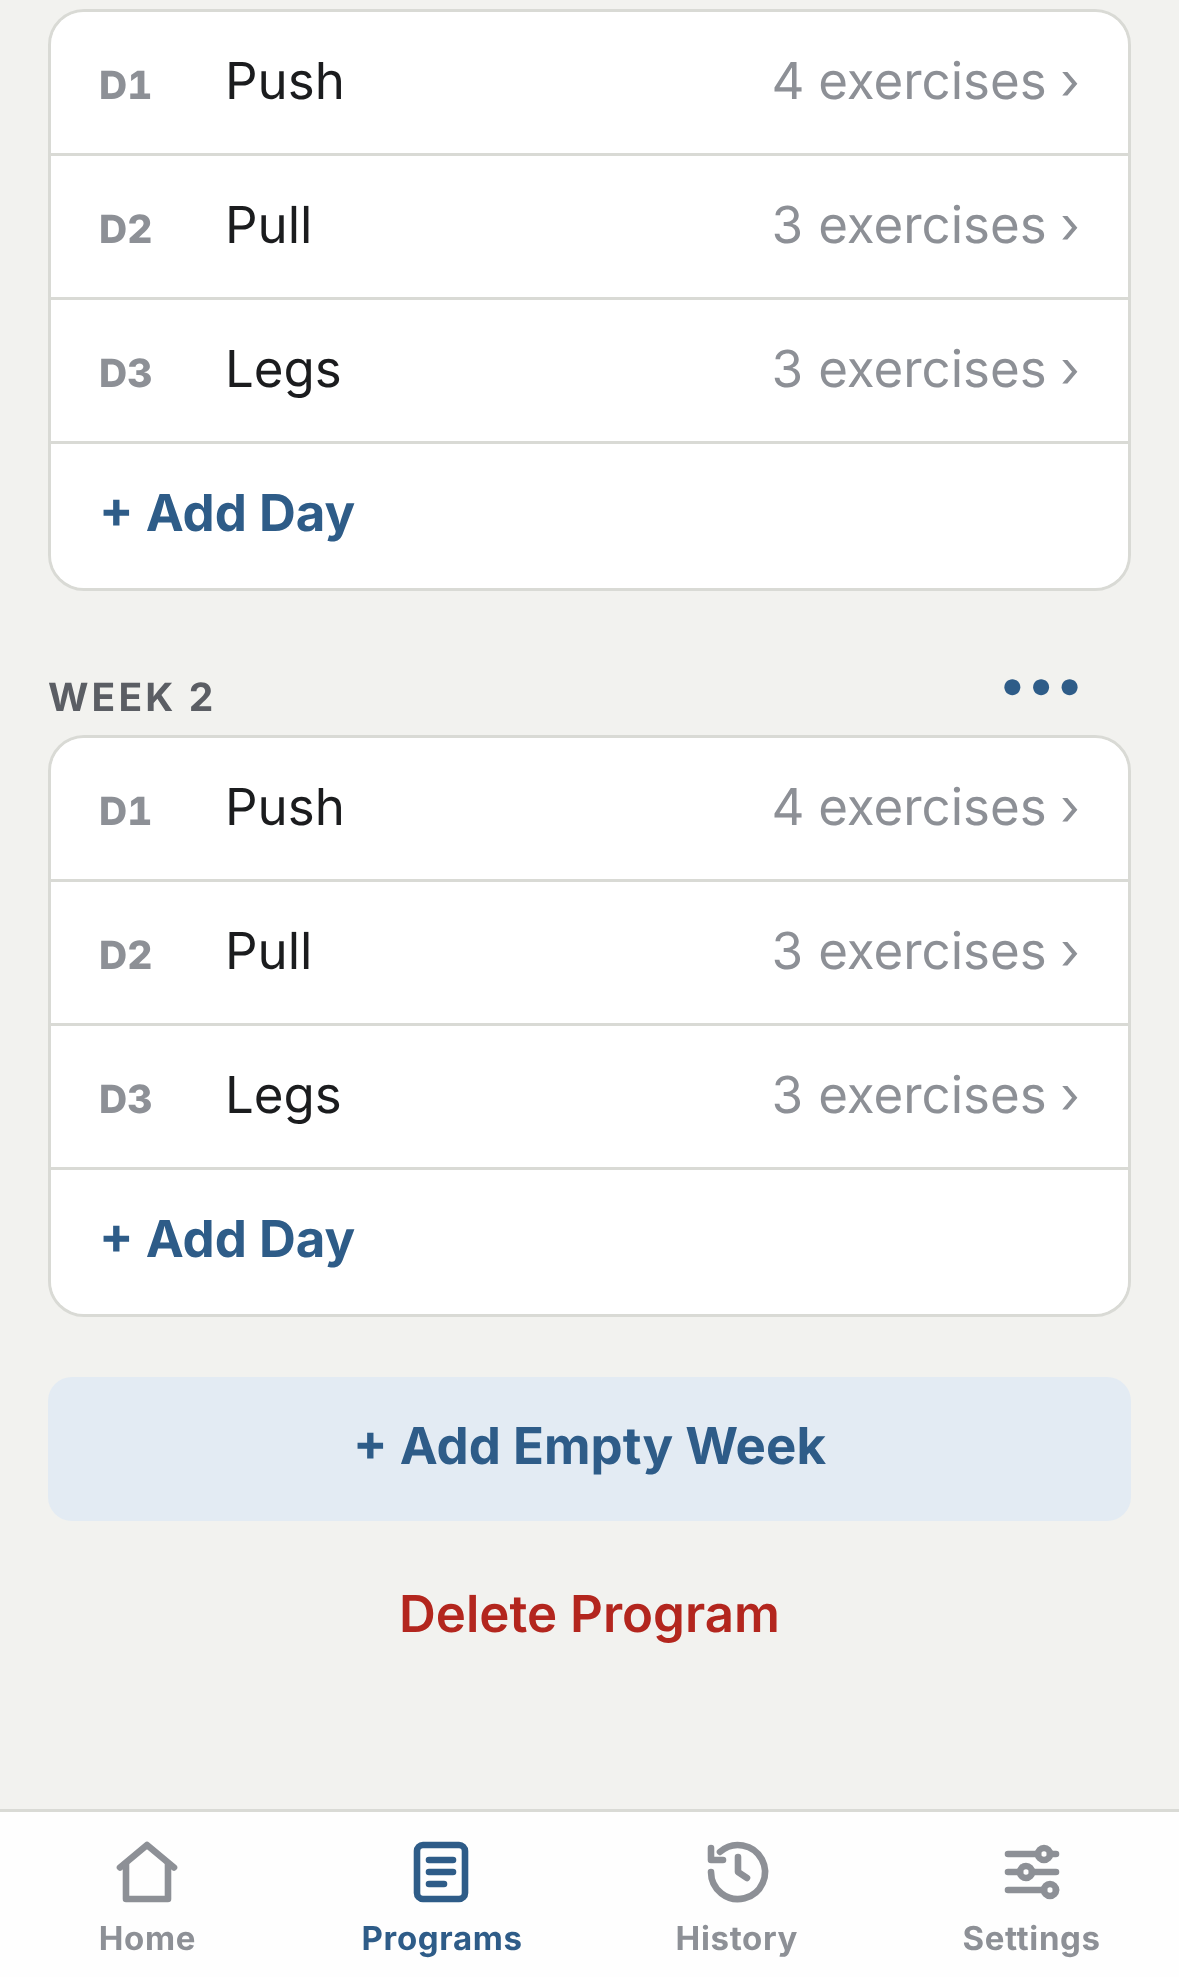 D1 Push 4 exercises ›
D2 Pull 3 exercises ›
D3 Legs 3 exercises ›
+ Add Day
WEEK 2 •••
D1 Push 4 exercises ›
D2 Pull 3 exercises ›
D3 Legs 3 exercises ›
+ Add Day
+ Add Empty Week
Delete Program
Home Programs History Settings